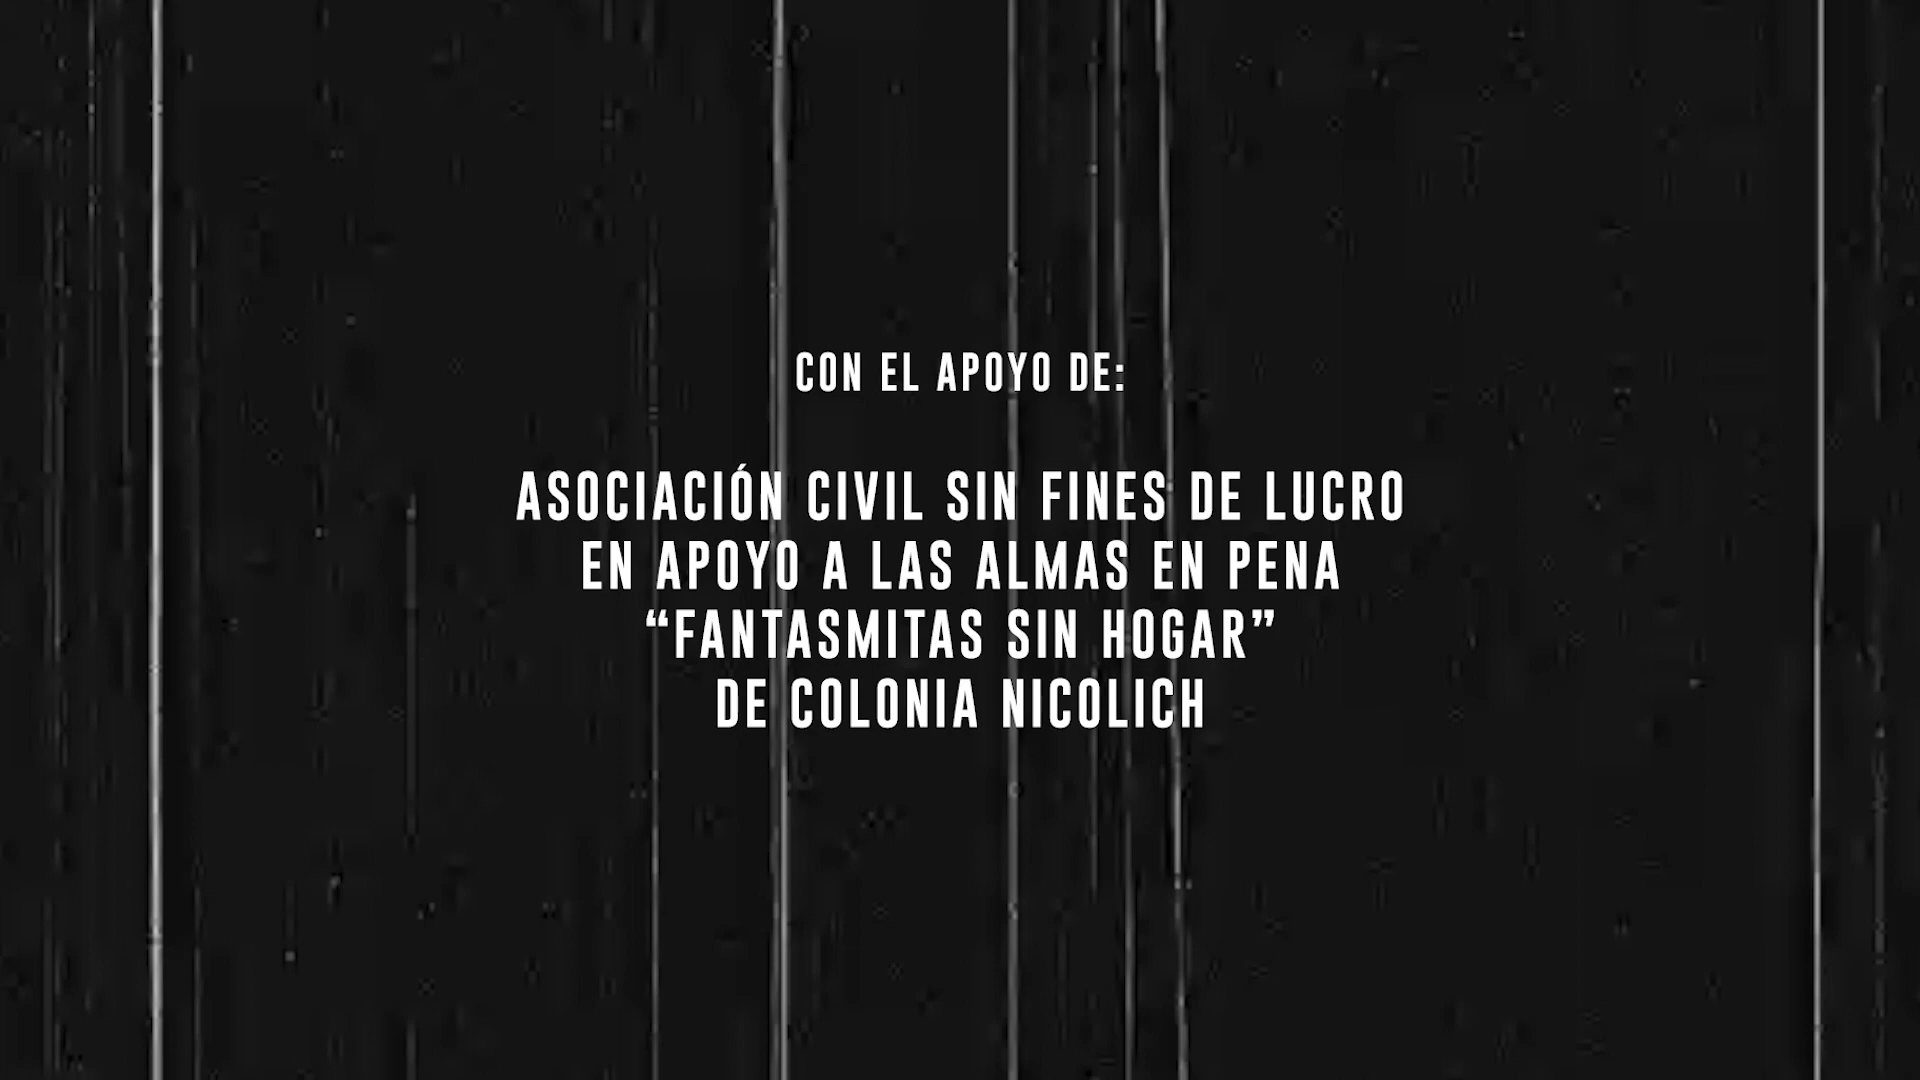 CON EL APOYO DE:
ASOCIACIÓN CIVIL SIN FINES DE LUCRO
EN APOYO A LAS ALMAS EN PENA
“FANTASMITAS SIN HOGAR”
DE COLONIA NICOLICH